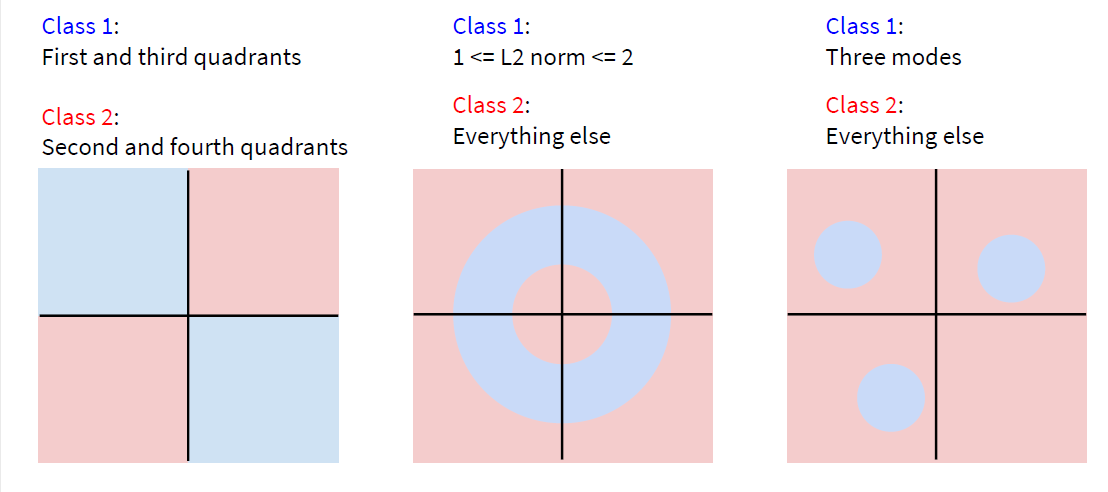 Class 1:
First and third quadrants
Class 2:
Second and fourth quadrants
Class 1:
1 <= L2 norm <= 2
Class 2:
Everything else
Class 1:
Three modes
Class 2:
Everything else